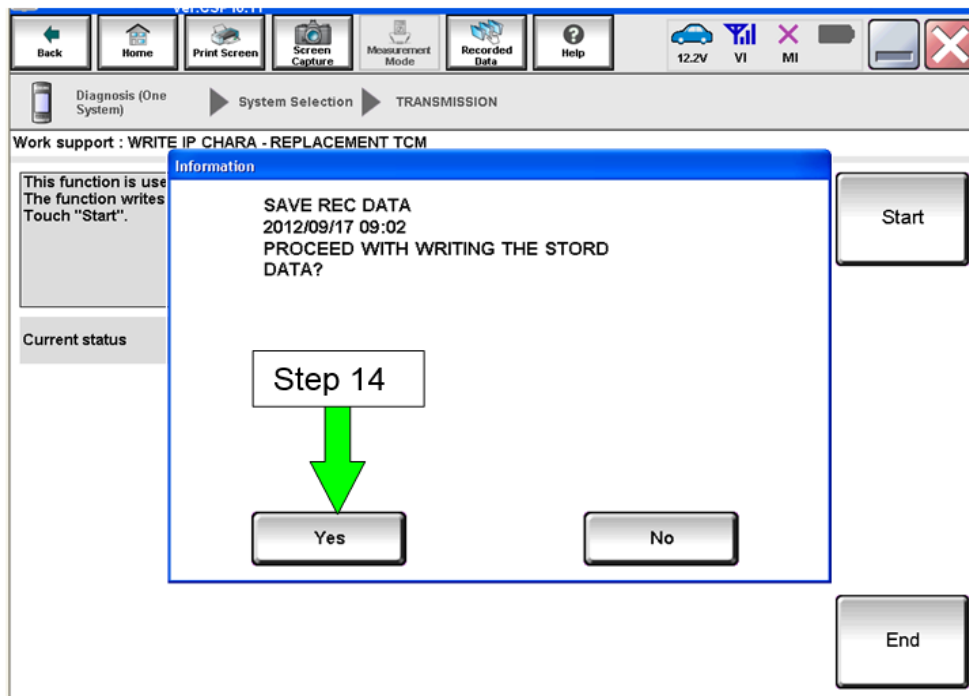 Back
Home
Print Screen
Screen
Capture
Measurement
Mode
Recorded
Data
Help
12.2V
VI
MI
Diagnosis (One
System)
System Selection
TRANSMISSION
Work support : WRITE IP CHARA - REPLACEMENT TCM
Information
This function is use
The function writes
Touch "Start".
SAVE REC DATA
2012/09/17 09:02
PROCEED WITH WRITING THE STORD
DATA?
Start
Current status
Step 14
Yes
No
End